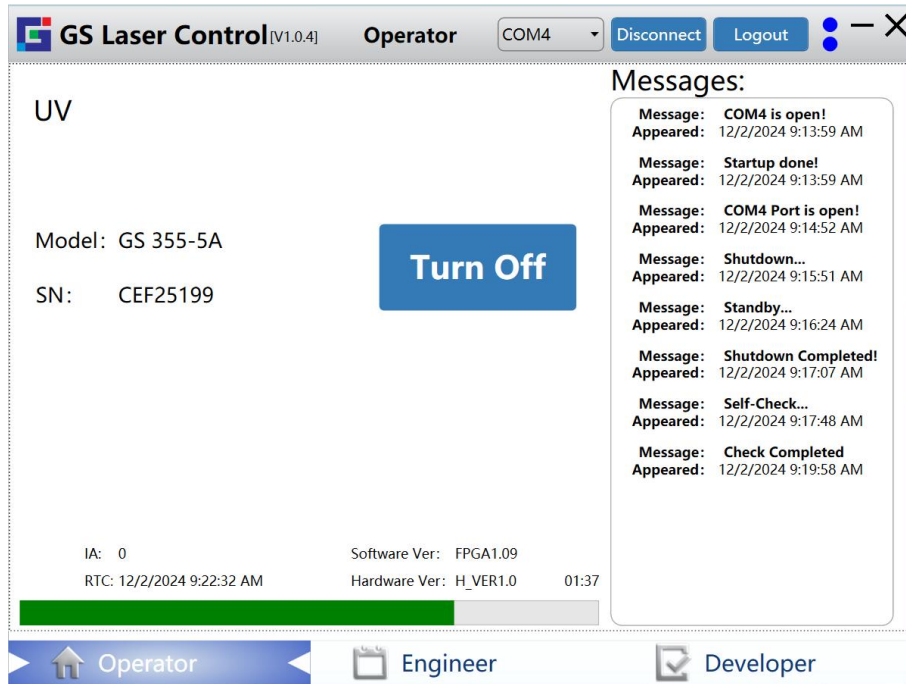 GS Laser Control[V1.0.4] Operator COM4 Disconnect Logout
UV
Model: GS 355-5A
SN: CEF25199
Turn Off
IA: 0 Software Ver: FPGA1.09
RTC: 12/2/2024 9:22:32 AM Hardware Ver: H_VER1.0 01:37
Messages:
Message: COM4 is open!
Appeared: 12/2/2024 9:13:59 AM
Message: Startup done!
Appeared: 12/2/2024 9:13:59 AM
Message: COM4 Port is open!
Appeared: 12/2/2024 9:14:52 AM
Message: Shutdown...
Appeared: 12/2/2024 9:15:51 AM
Message: Standby...
Appeared: 12/2/2024 9:16:24 AM
Message: Shutdown Completed!
Appeared: 12/2/2024 9:17:07 AM
Message: Self-Check...
Appeared: 12/2/2024 9:17:48 AM
Message: Check Completed
Appeared: 12/2/2024 9:19:58 AM
Operator Engineer Developer